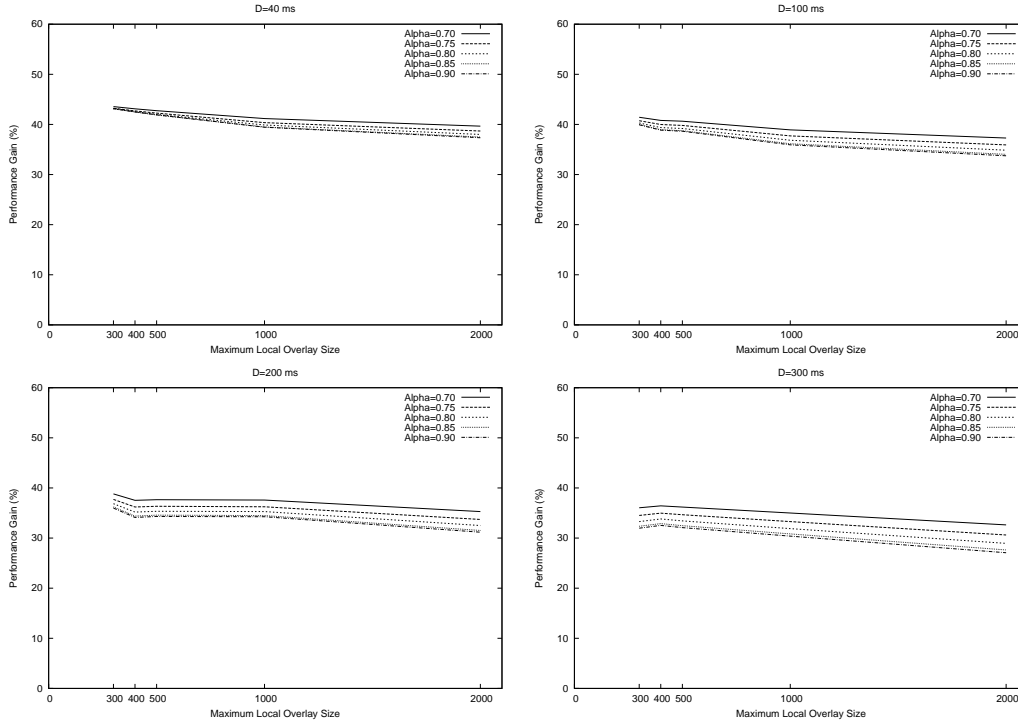 D=40 ms
60
50
40
30
20
10
0
Performance Gain (%)
0 300 400 500 1000 2000
Maximum Local Overlay Size
Alpha=0.70
Alpha=0.75
Alpha=0.80
Alpha=0.85
Alpha=0.90
D=100 ms
60
50
40
30
20
10
0
Performance Gain (%)
0 300 400 500 1000 2000
Maximum Local Overlay Size
Alpha=0.70
Alpha=0.75
Alpha=0.80
Alpha=0.85
Alpha=0.90
D=200 ms
60
50
40
30
20
10
0
Performance Gain (%)
0 300 400 500 1000 2000
Maximum Local Overlay Size
Alpha=0.70
Alpha=0.75
Alpha=0.80
Alpha=0.85
Alpha=0.90
D=300 ms
60
50
40
30
20
10
0
Performance Gain (%)
0 300 400 500 1000 2000
Maximum Local Overlay Size
Alpha=0.70
Alpha=0.75
Alpha=0.80
Alpha=0.85
Alpha=0.90